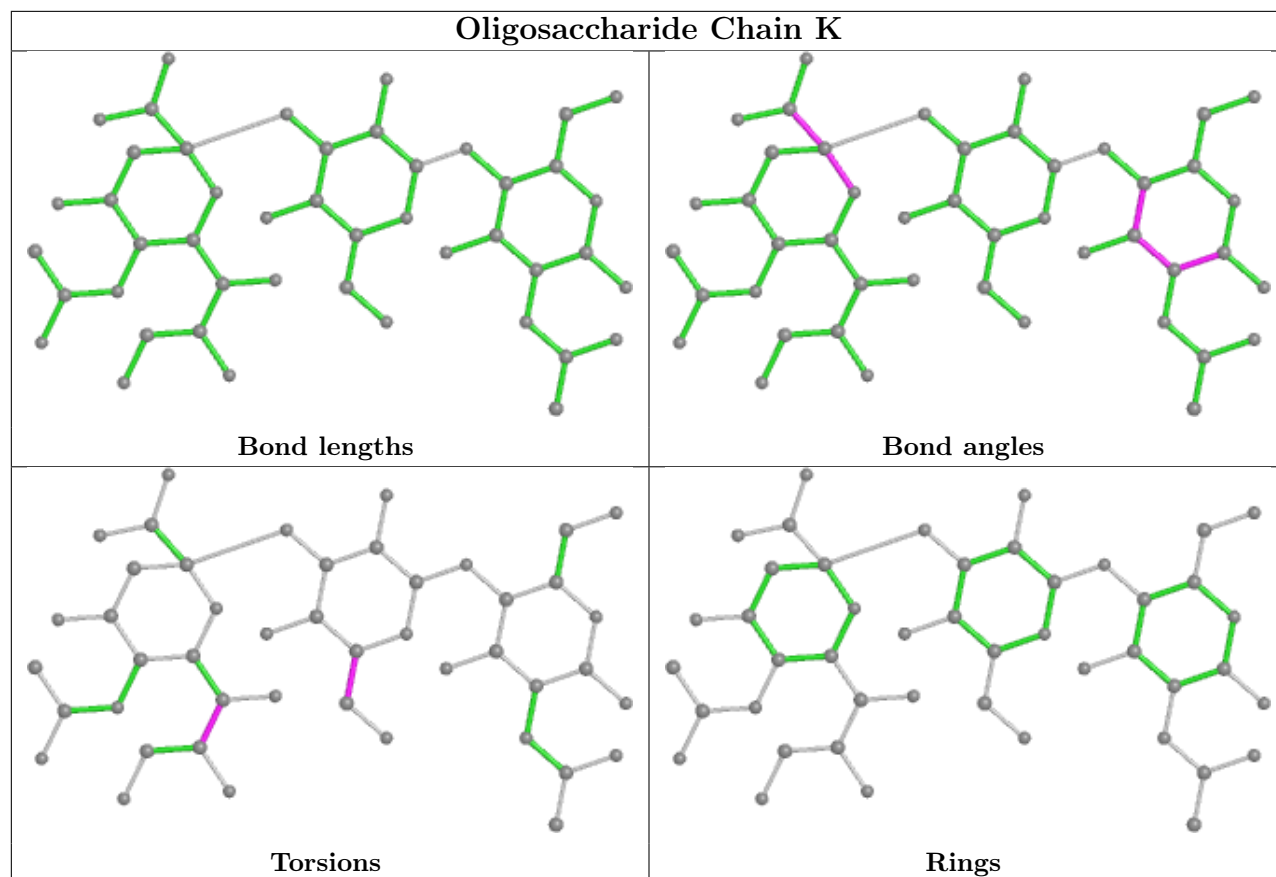 Oligosaccharide Chain K
Bond lengths
Bond angles
Torsions
Rings